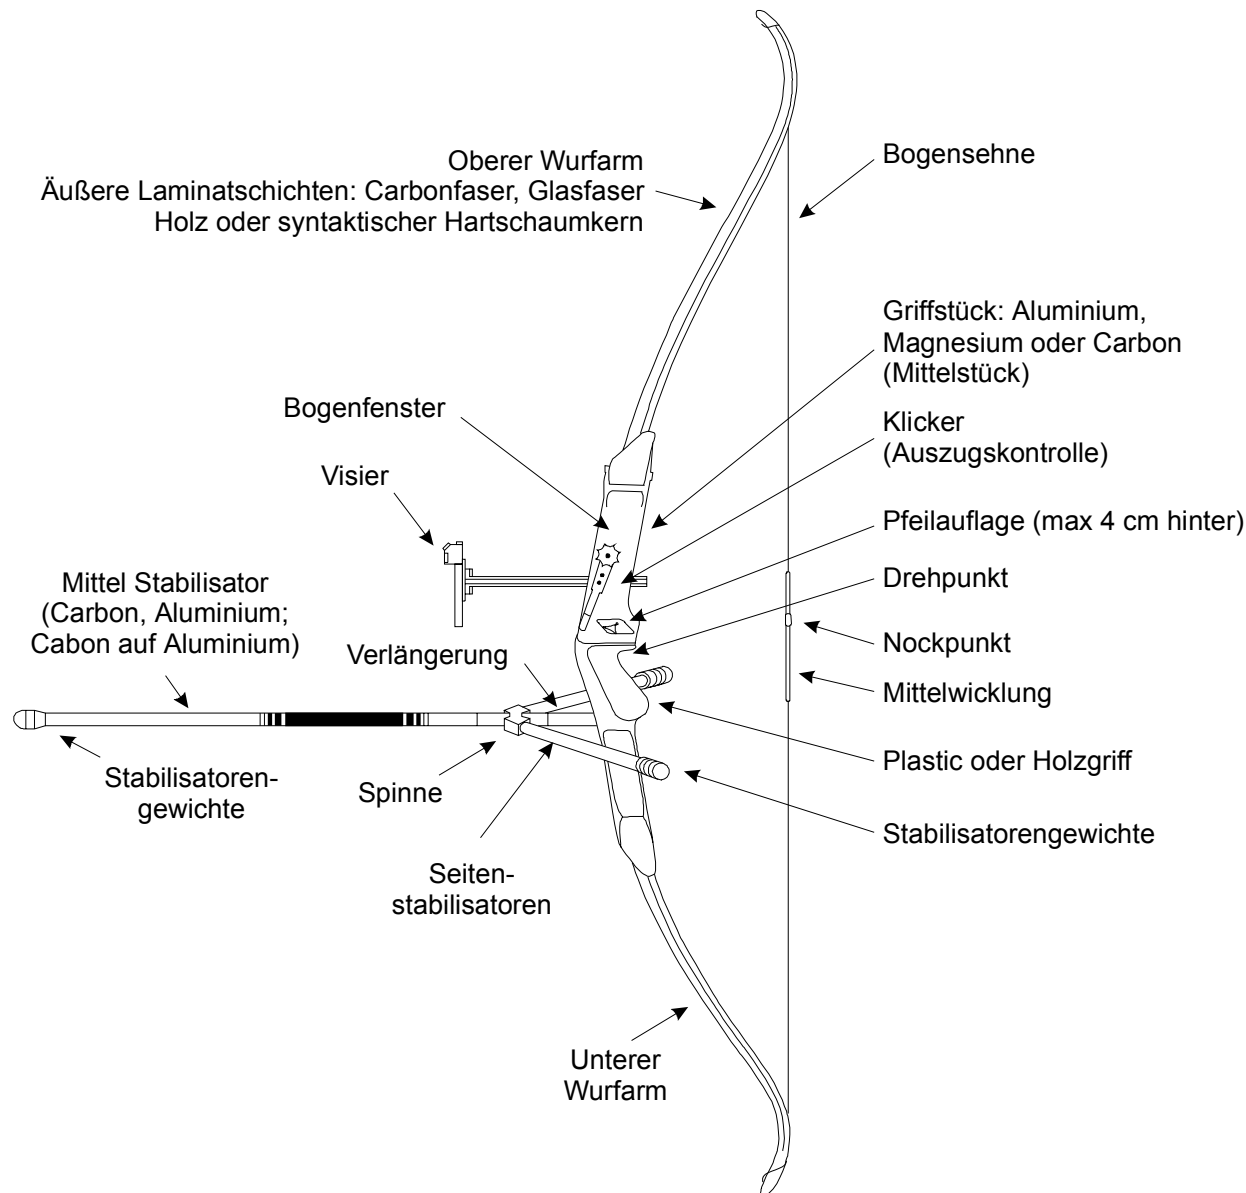 Oberer Wurfarm
Äußere Laminatschichten: Carbonfaser, Glasfaser
Holz oder syntaktischer Hartschaumkern
Bogensehne
Griffstück: Aluminium,
Magnesium oder Carbon
(Mittelstück)
Bogenfenster
Klicker
(Auszugskontrolle)
Visier
Pfeilauflage (max 4 cm hinter)
Mittel Stabilisator
(Carbon, Aluminium;
Cabon auf Aluminium)
Drehpunkt
Verlängerung
Nockpunkt
Mittelwicklung
Stabilisatoren-
gewichte
Spinne
Plastic oder Holzgriff
Stabilisatorengewichte
Seiten-
stabilisatoren
Unterer
Wurfarm